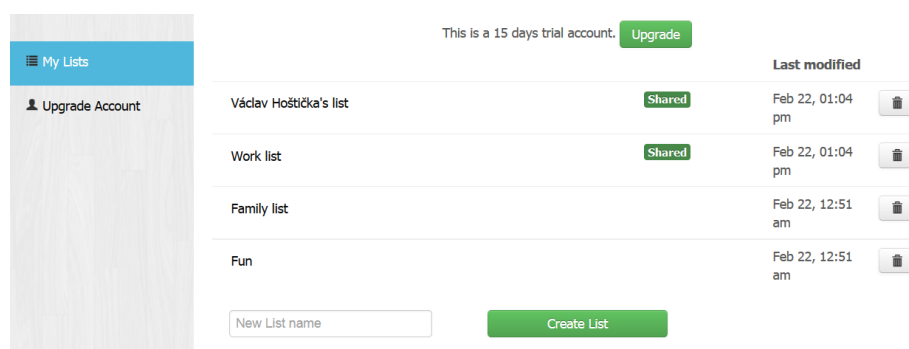 This is a 15 days trial account. Upgrade
My Lists
Last modified
Upgrade Account
Václav Hoštička's list Shared Feb 22, 01:04
pm
Work list Shared Feb 22, 01:04
pm
Family list Feb 22, 12:51
am
Fun Feb 22, 12:51
am
New List name Create List